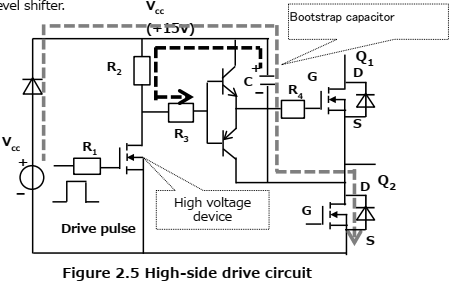 evel shifter.
Vcc
(+15v)
Bootstrap capacitor
Q1
R2
+
C
−
G
D
R4
R3
S
Vcc
+
−
R1
Q2
D
High voltage
device
G
Drive pulse
S
Figure 2.5 High-side drive circuit